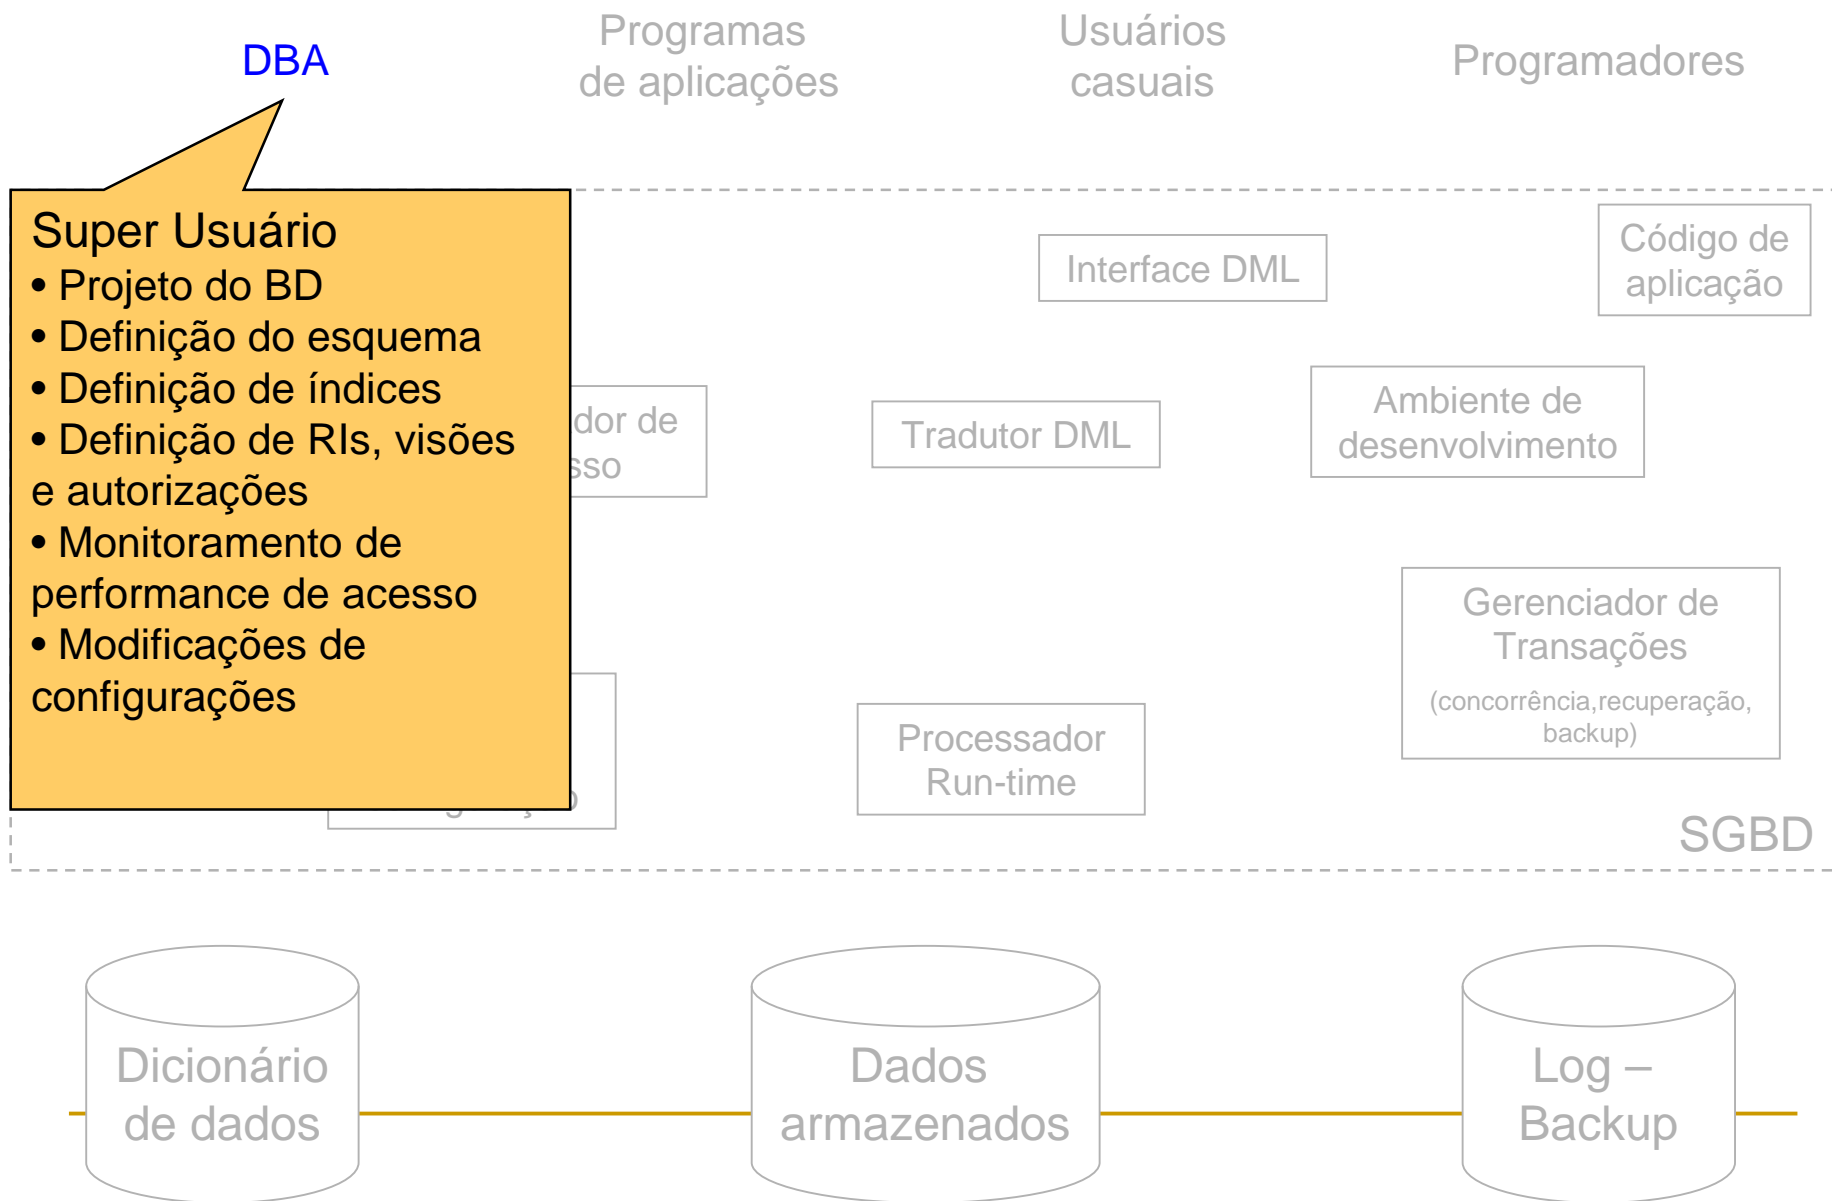 DBA
Programas
de aplicações
Usuários
casuais
Programadores
Super Usuário
• Projeto do BD
• Definição do esquema
• Definição de índices
• Definição de RIs, visões
e autorizações
• Monitoramento de
performance de acesso
• Modificações de
configurações
Interface DML
Código de
aplicação
dor de
sso
Tradutor DML
Ambiente de
desenvolvimento
Gerenciador de
Transações
(concorrência,recuperação,
backup)
Processador
Run-time
SGBD
Dicionário
de dados
Dados
armazenados
Log –
Backup